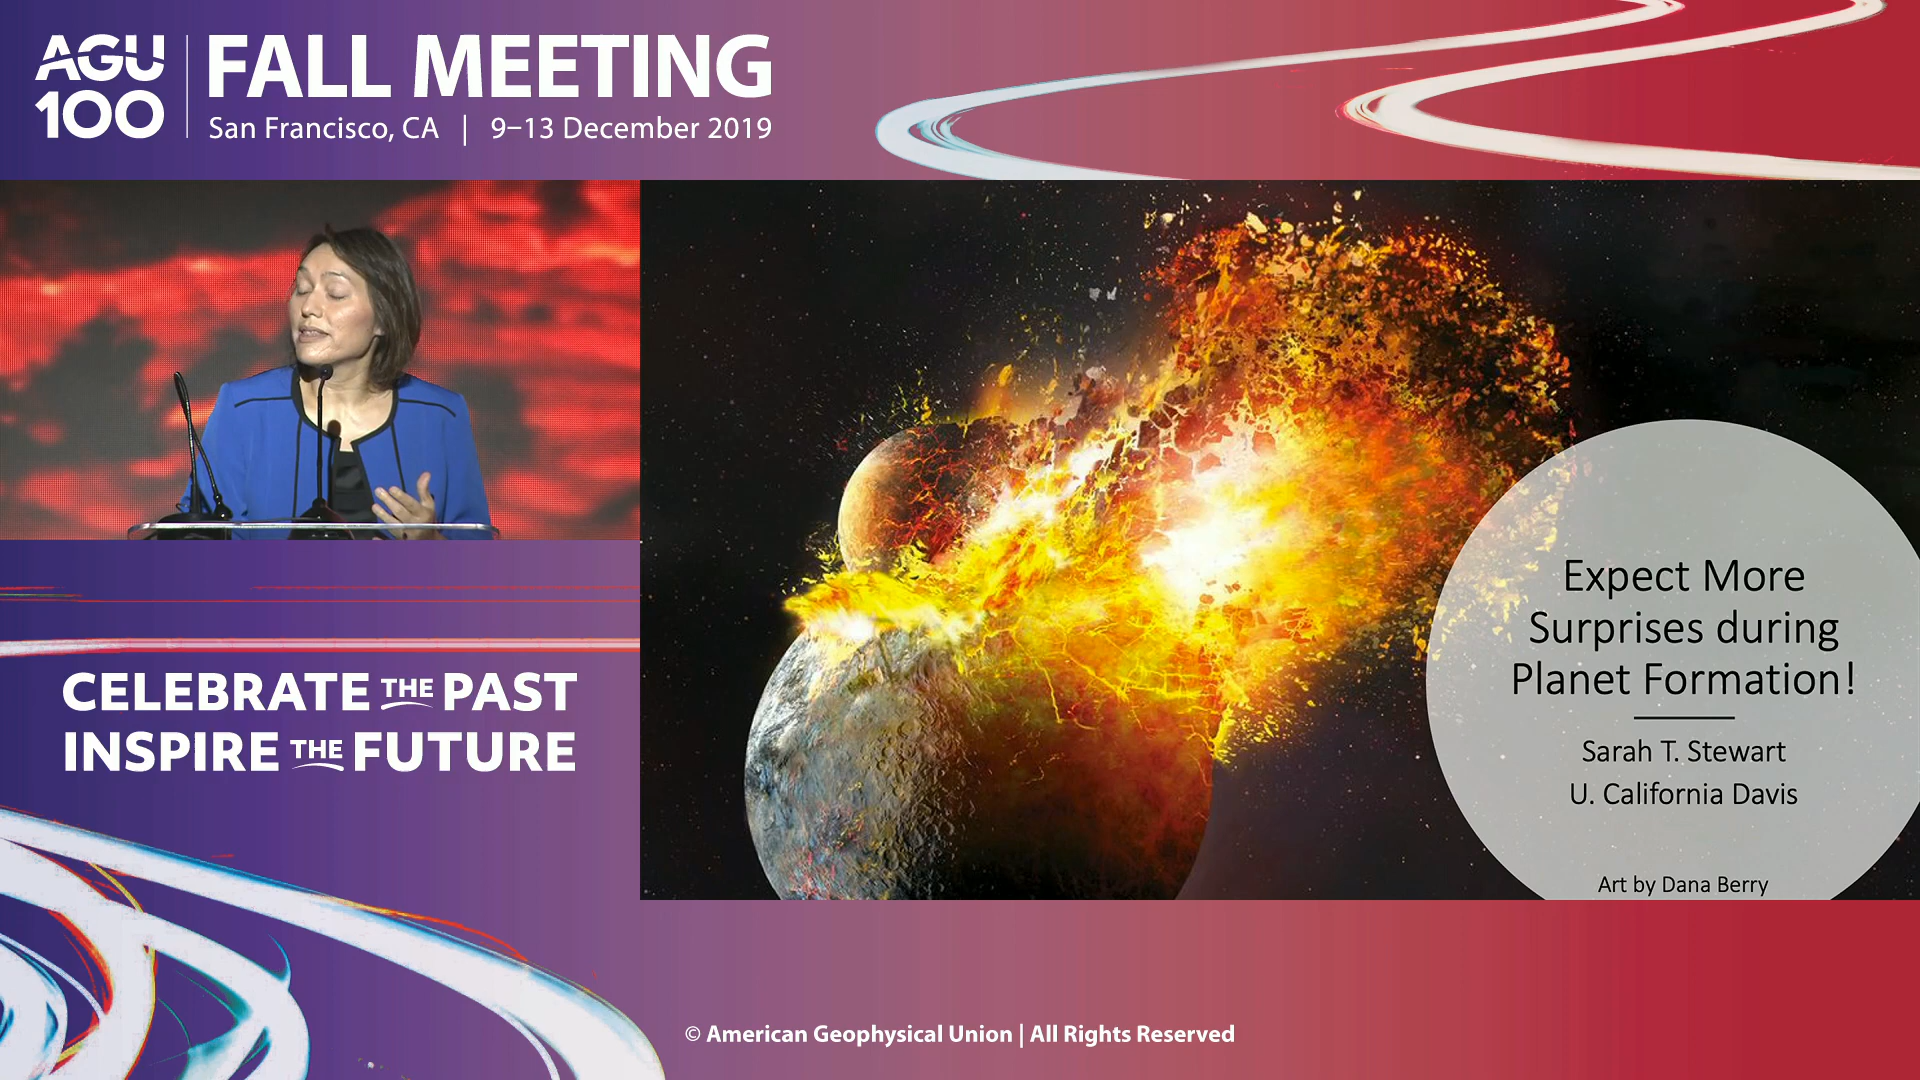 AGU
100
FALL MEETING
San Francisco, CA | 9–13 December 2019
Expect More
Surprises during
Planet Formation!
Sarah T. Stewart
U. California Davis
Art by Dana Berry
CELEBRATE THE PAST
INSPIRE THE FUTURE
© American Geophysical Union | All Rights Reserved